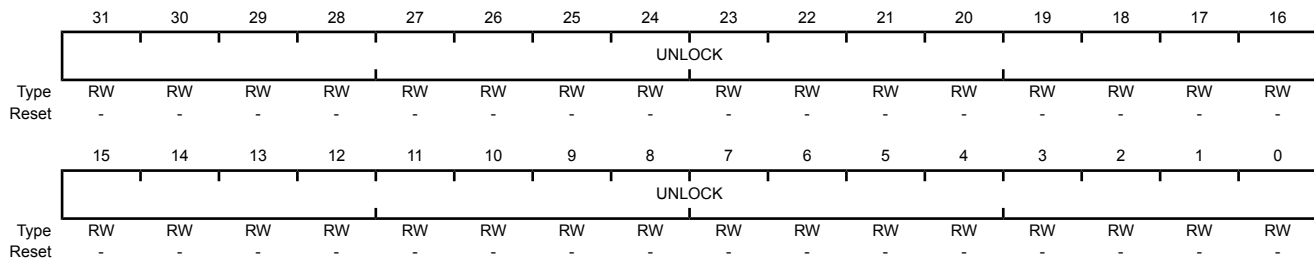 31 30 29 28 27 26 25 24 23 22 21 20 19 18 17 16
UNLOCK
Type RW RW RW RW RW RW RW RW RW RW RW RW RW RW RW RW
Reset - - - - - - - - - - - - - - - -
15 14 13 12 11 10 9 8 7 6 5 4 3 2 1 0
UNLOCK
Type RW RW RW RW RW RW RW RW RW RW RW RW RW RW RW RW
Reset - - - - - - - - - - - - - - - -